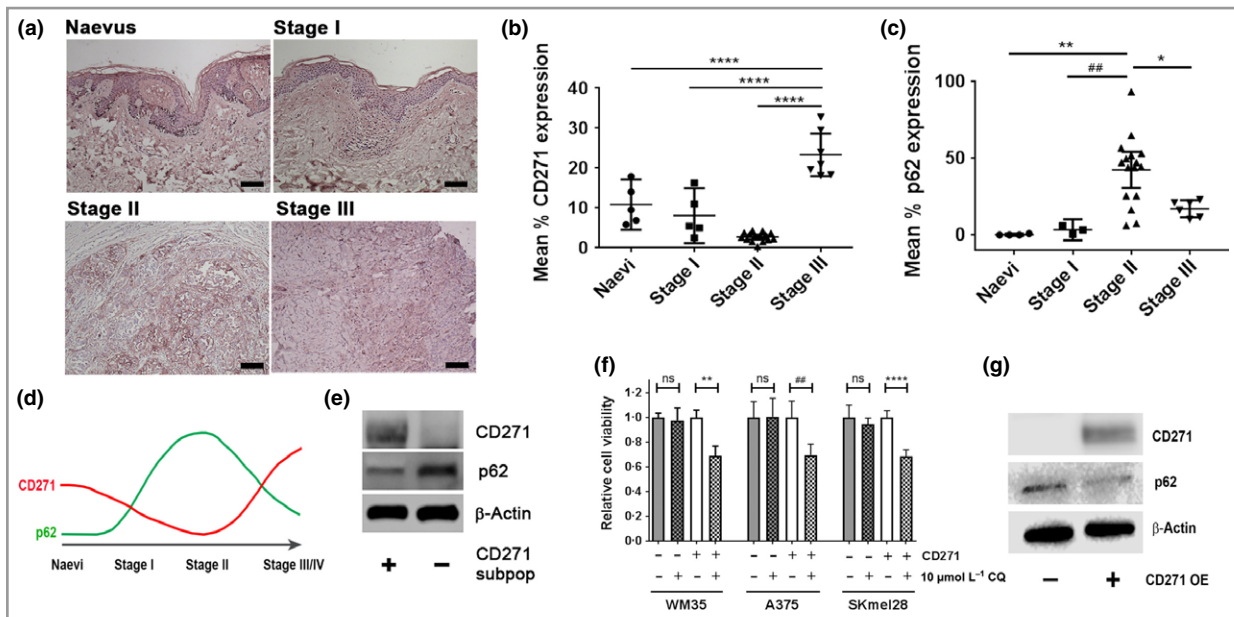 (a)
Naevus
Stage I
Stage II
Stage III
(b)
Mean % CD271 expression
40
30
20
10
0
****
****
****
Naevi
Stage I
Stage II
Stage III
(c)
Mean % p62 expression
100
50
0
**
##
*
Naevi
Stage I
Stage II
Stage III
(d)
CD271
p62
Naevi Stage I Stage II Stage III/IV
(e)
CD271
p62
β-Actin
+ − CD271 subpop
(f)
Relative cell viability
1·0
0·8
0·6
0·4
0·2
0·0
ns ** ns ## ns ****
− − + + − − + + − − + + CD271
− + − + − + − + − + − + 10 μmol L⁻¹ CQ
WM35 A375 SKmel28
(g)
CD271
p62
β-Actin
− + CD271 OE